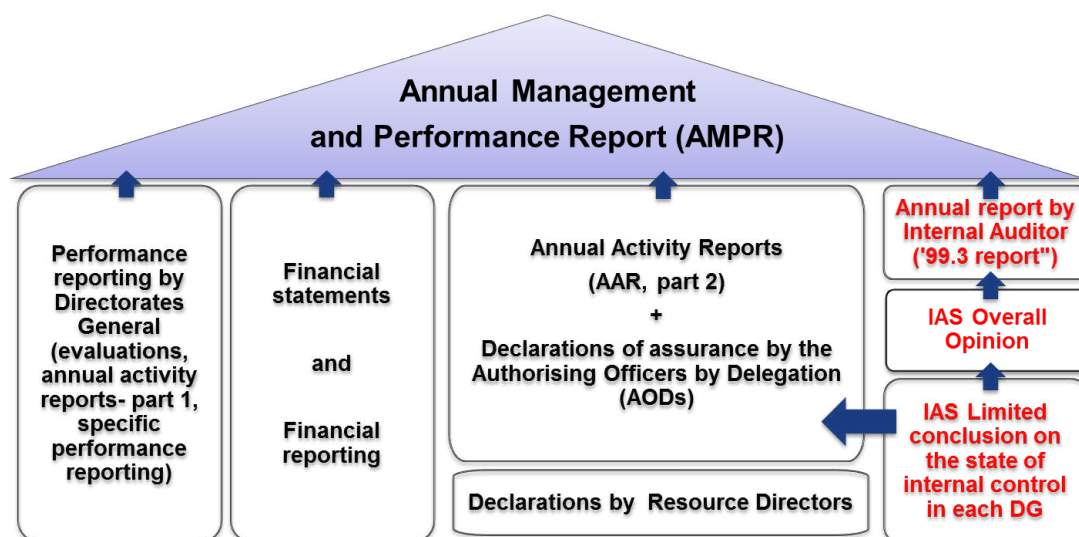 Annual Management
and Performance Report (AMPR)
Performance
reporting by
Directorates
General
(evaluations,
annual activity
reports- part 1,
specific
performance
reporting)
Financial
statements
and
Financial
reporting
Annual Activity Reports
(AAR, part 2)
+
Declarations of assurance by the
Authorising Officers by Delegation
(AODs)
Declarations by Resource Directors
Annual report by
Internal Auditor
('99.3 report")
IAS Overall
Opinion
IAS Limited
conclusion on
the state of
internal control
in each DG